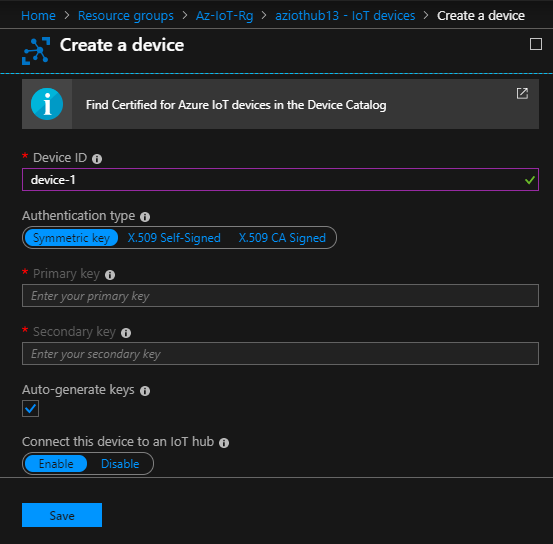 Home > Resource groups > Az-IoT-Rg > aziothub13 - IoT devices > Create a device
Create a device
Find Certified for Azure IoT devices in the Device Catalog
* Device ID
device-1
Authentication type
Symmetric key X.509 Self-Signed X.509 CA Signed
* Primary key
Enter your primary key
* Secondary key
Enter your secondary key
Auto-generate keys
Connect this device to an IoT hub
Enable Disable
Save